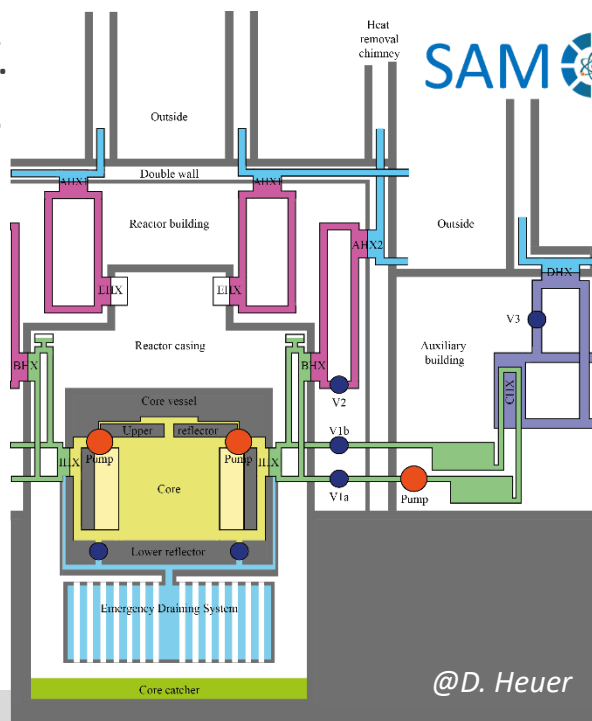 Heat
removal
chimney
SAM
Outside
Double wall
AHX1
AHX1
Reactor building
Outside
AHX2
DHX
EHX
EHX
V3
Reactor casing
Auxiliary
building
BHX
BHX
CHX
V2
Core vessel
Upper
reflector
V1b
Pump
Pump
IHX
IHX
Core
V1a
Pump
Lower reflector
Emergency Draining System
@D. Heuer
Core catcher